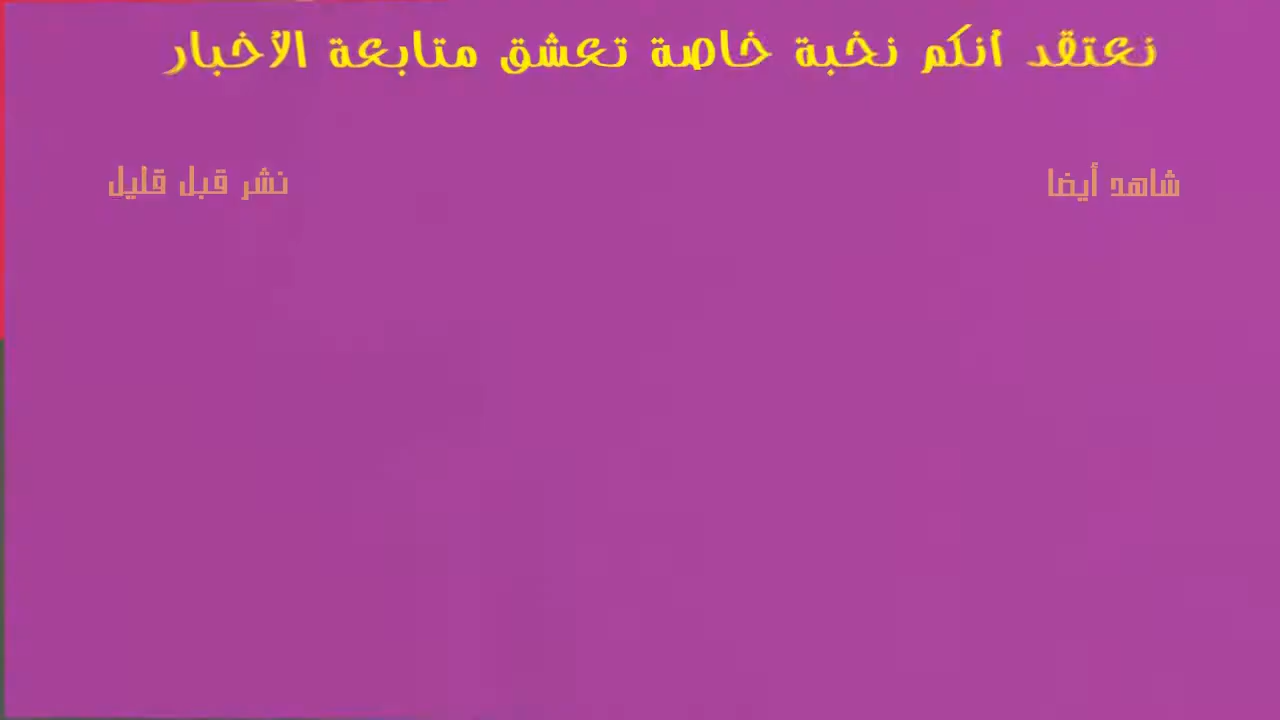 نعتقد أنكم نخبة خاصة تعشق متابعة الأخبار
شاهد أيضا
نشر قبل قليل